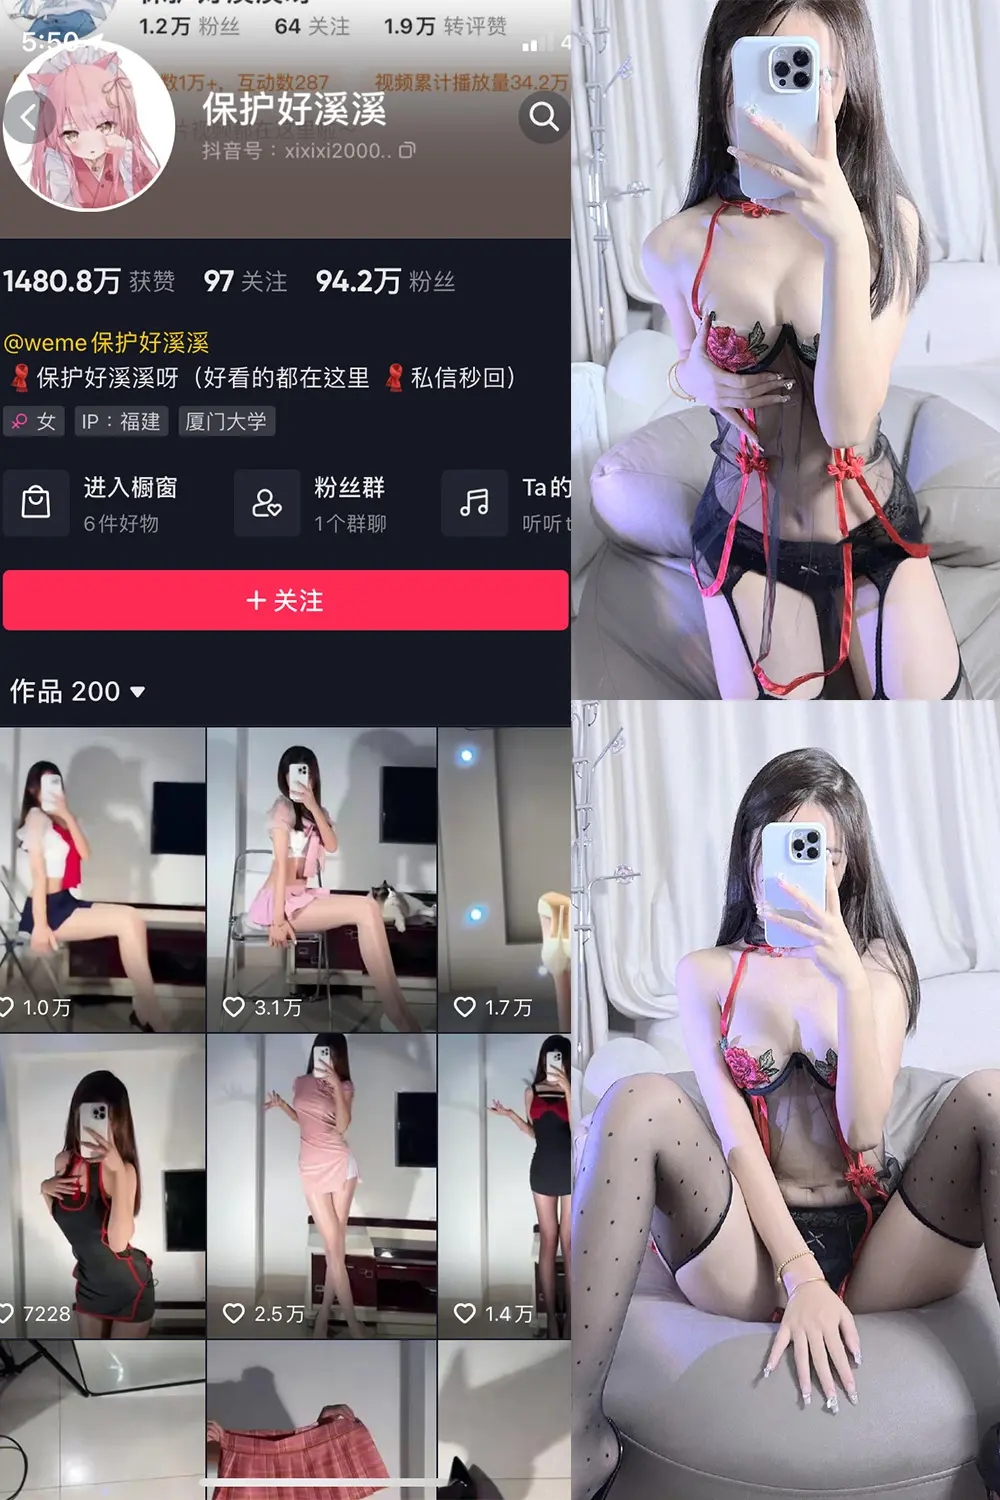 5:50
1.2万 粉丝 64 关注 1.9万 转评赞
数1万+，互动数287 视频累计播放量34.2万
保护好溪溪
抖音号：xixixi2000..
1480.8万 获赞 97 关注 94.2万 粉丝
@weme保护好溪溪
保护好溪溪呀（好看的都在这里 私信秒回）
女 IP：福建 厦门大学
进入橱窗 粉丝群 Ta的
6件好物 1个群聊 听听
+ 关注
作品 200
1.0万 3.1万 1.7万
7228 2.5万 1.4万